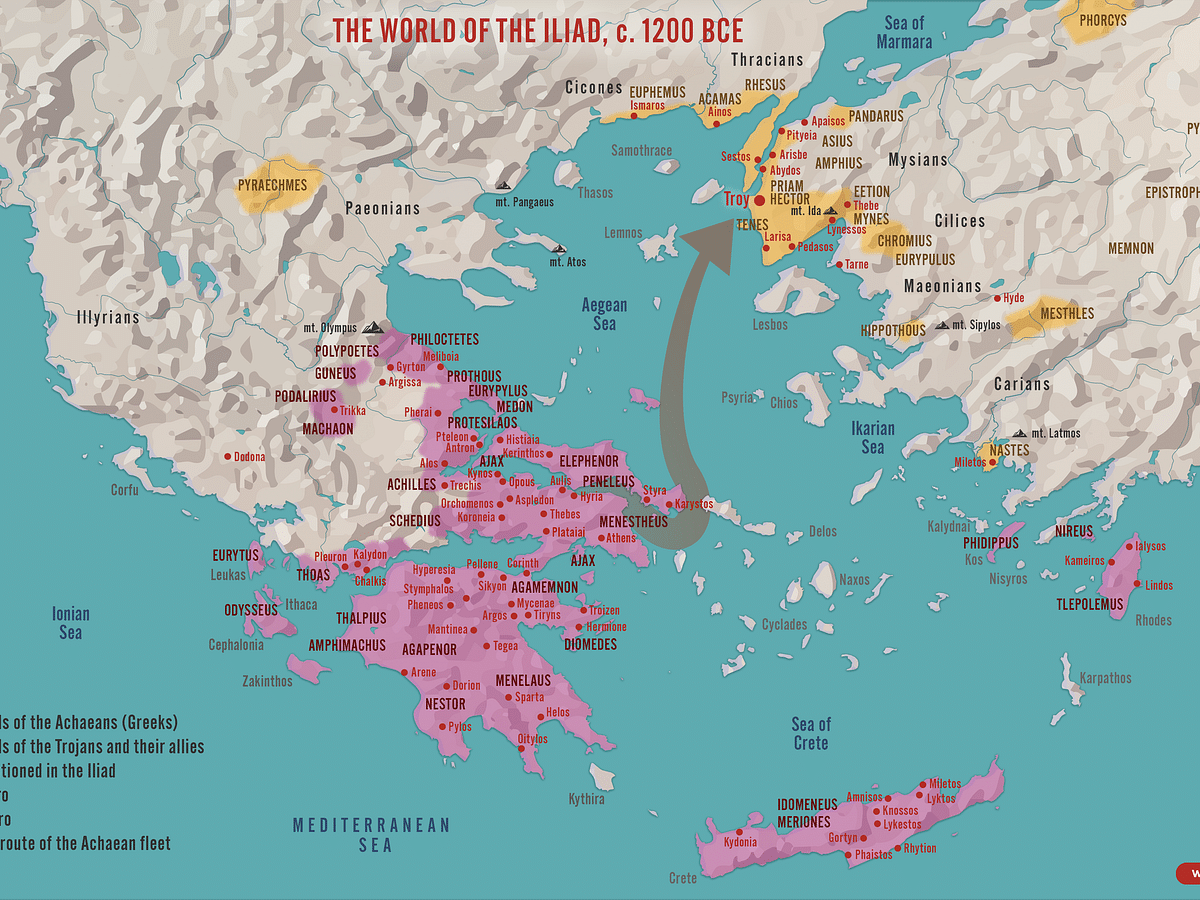 THE WORLD OF THE ILIAD, c. 1200 BCE
Sea of
Marmara
PHORCYS
Thracians
Cicones
EUPHEMUS
Ismaros
ACAMAS
Ainos
RHESUS
Apaisos
PANDARUS
Pityeia
ASIUS
Samothrace
Sestos
Arisbe
AMPHIUS
Mysians
Abydos
PYRAECHMES
Thasos
mt. Pangaeus
Paeonians
PRIAM
Troy
HECTOR
EETION
Thebe
mt. Ida
MYNES
Lynessos
TENES
Larisa
Pedasos
CHROMIUS
EURYPULUS
Cilices
EPISTROPH
MEMNON
Lemnos
mt. Atos
Tarne
Maeonians
Hyde
MESTHLES
HIPPOTHOUS
mt. Sipylos
Aegean
Sea
Lesbos
Illyrians
mt. Olympus
PHILOCTETES
POLYPOETES
Meliboia
GUNEUS
Gyrton
Argissa
PROTHOUS
EURYPYLUS
MEDON
PODALIRIUS
Trikka
MACHAON
Pherai
PROTESILAOS
Pteleon
Antron
Histiaia
Kerinthos
Psyria
Chios
Carians
Ikarian
Sea
mt. Latmos
NASTES
Miletos
Dodona
Alos
AJAX
Kynos
ELEPHENOR
Corfu
ACHILLES
Trechis
Opous
Aulis
PENELEUS
Hyria
Styra
Karystos
Orchomenos
Aspledon
SCHEDIUS
Koroneia
Thebes
MENESTHEUS
Plataiai
Athens
Delos
Kalydnai
PHIDIPPUS
Kos
NIREUS
Nisyros
Ialysos
Kameiros
Lindos
TLEPOLEMUS
Rhodes
EURYTUS
Leukas
Pleuron
Kalydon
THOAS
Chalkis
Hyperesia
Pellene
Corinth
AJAX
Stymphalos
Sikyon
AGAMEMNON
Naxos
Ionian
Sea
ODYSSEUS
Ithaca
Pheneos
Mycenae
THALPIUS
Argos
Tiryns
Trojzen
Hermione
Cyclades
Cephalonia
AMPHIMACHUS
Mantinea
AGAPENOR
Tegea
DIOMEDES
Zakinthos
Arene
Dorion
MENELAUS
Sparta
Karpathos
NESTOR
Helos
Pylos
Oitylos
Sea of
Crete
ls of the Achaeans (Greeks)
ls of the Trojans and their allies
tioned in the Iliad
ro
ro
route of the Achaean fleet
Kythira
MEDITERRANEAN
SEA
IDOMENEUS
MERIONES
Amnisos
Miletos
Lyktos
Knossos
Lykestos
Kydonia
Gortyn
Rhytion
Phaistos
Crete